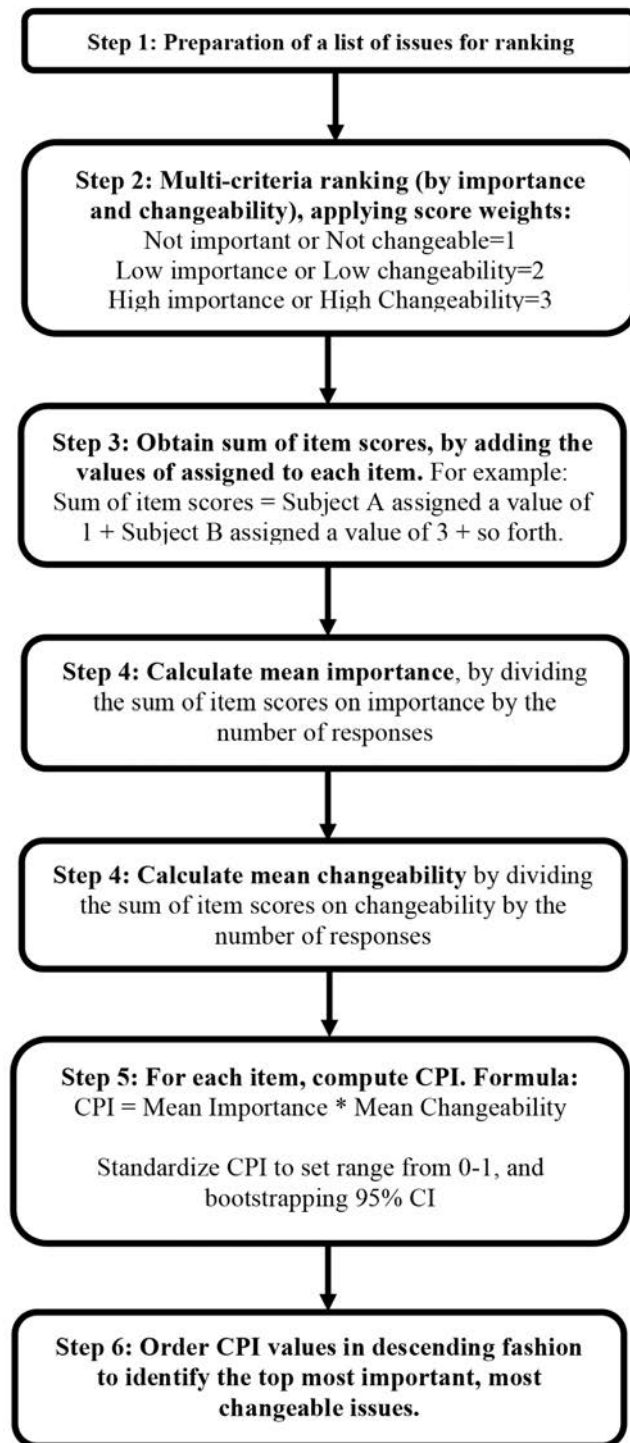 Step 1: Preparation of a list of issues for ranking
Step 2: Multi-criteria ranking (by importance
and changeability), applying score weights:
Not important or Not changeable=1
Low importance or Low changeability=2
High importance or High Changeability=3
Step 3: Obtain sum of item scores, by adding the
values of assigned to each item. For example:
Sum of item scores = Subject A assigned a value of
1 + Subject B assigned a value of 3 + so forth.
Step 4: Calculate mean importance, by dividing
the sum of item scores on importance by the
number of responses
Step 4: Calculate mean changeability by dividing
the sum of item scores on changeability by the
number of responses
Step 5: For each item, compute CPI. Formula:
CPI = Mean Importance * Mean Changeability
Standardize CPI to set range from 0-1, and
bootstrapping 95% CI
Step 6: Order CPI values in descending fashion
to identify the top most important, most
changeable issues.